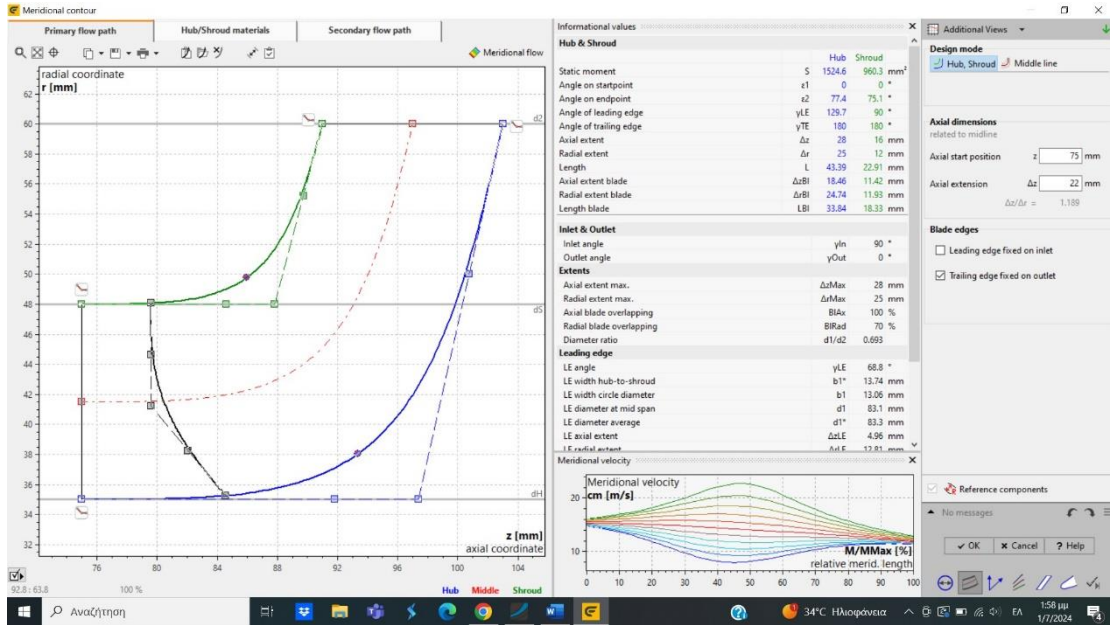 Meridional contour
Primary flow path Hub/Shroud materials Secondary flow path
Meridional flow
radial coordinate
r [mm]
62
60
58
56
54
52
50
48
46
44
42
40
38
36
34
32
d2
dS
dH
z [mm]
axial coordinate
76 80 84 88 92 96 100 104
92.8 : 63.8 100 % Hub Middle Shroud
Informational values
Hub & Shroud
Hub Shroud
Static moment S 1524.6 960.3 mm²
Angle on startpoint ε1 0 0 °
Angle on endpoint ε2 77.4 75.1 °
Angle of leading edge γLE 129.7 90 °
Angle of trailing edge γTE 180 180 °
Axial extent Δz 28 16 mm
Radial extent Δr 25 12 mm
Length L 43.39 22.91 mm
Axial extent blade ΔzBl 18.46 11.42 mm
Radial extent blade ΔrBl 24.74 11.93 mm
Length blade LBl 33.84 18.33 mm
Inlet & Outlet
Inlet angle γIn 90 °
Outlet angle γOut 0 °
Extents
Axial extent max. ΔzMax 28 mm
Radial extent max. ΔrMax 25 mm
Axial blade overlapping BlAx 100 %
Radial blade overlapping BlRad 70 %
Diameter ratio d1/d2 0.693
Leading edge
LE angle γLE 68.8 °
LE width hub-to-shroud b1* 13.74 mm
LE width circle diameter b1 13.06 mm
LE diameter at mid span d1 83.1 mm
LE diameter average d1* 83.3 mm
LE axial extent ΔzLE 4.96 mm
LE radial extent ΔrLE 12.81 mm
Meridional velocity
Meridional velocity
cm [m/s]
20
10
M/MMax [%]
relative merid. length
0 10 20 30 40 50 60 70 80 90 100
Additional Views
Design mode
Hub, Shroud Middle line
Axial dimensions
related to midline
Axial start position z 75 mm
Axial extension Δz 22 mm
Δz/Δr = 1.189
Blade edges
Leading edge fixed on inlet
Trailing edge fixed on outlet
Reference components
No messages
OK Cancel ? Help
Αναζήτηση
34°C Ηλιοφάνεια ΕΛ 1:58 μμ
1/7/2024